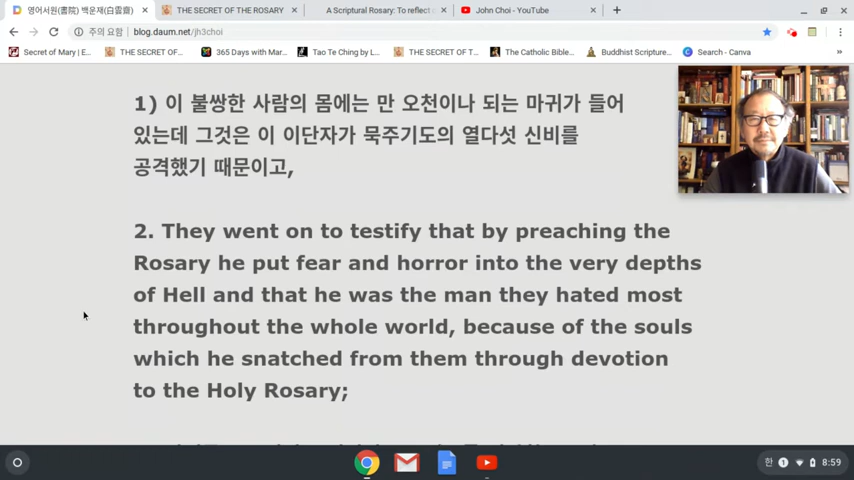 영어서원(書院) 백운재(白雲齋)
THE SECRET OF THE ROSARY
A Scriptural Rosary: To reflect
John Choi - YouTube
주의 요함
blog.daum.net/jh3choi
Secret of Mary | E...
THE SECRET OF...
365 Days with Mar...
Tao Te Ching by L...
THE SECRET OF T...
The Catholic Bible...
Buddhist Scripture...
Search - Canva
»
1) 이 불쌍한 사람의 몸에는 만 오천이나 되는 마귀가 들어
있는데 그것은 이 이단자가 묵주기도의 열다섯 신비를
공격했기 때문이고,
2. They went on to testify that by preaching the
Rosary he put fear and horror into the very depths
of Hell and that he was the man they hated most
throughout the whole world, because of the souls
which he snatched from them through devotion
to the Holy Rosary;
한
1
8:59